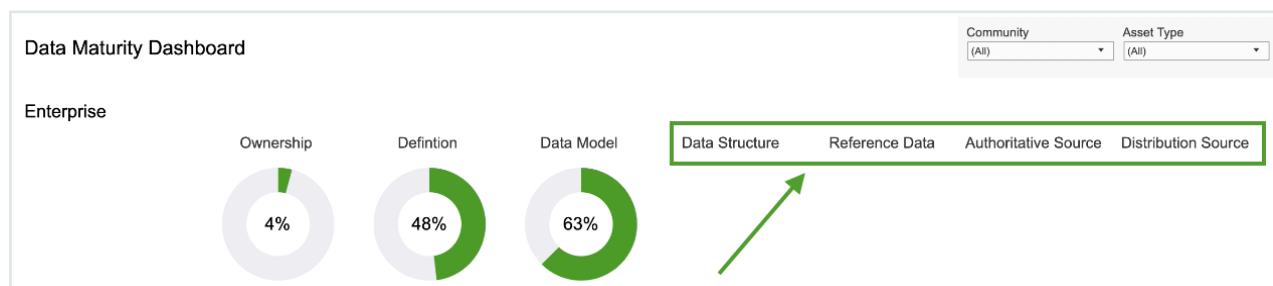 Data Maturity Dashboard
Community
Asset Type
(All)
(All)
Enterprise
Ownership
Defintion
Data Model
Data Structure
Reference Data
Authoritative Source
Distribution Source
4%
48%
63%